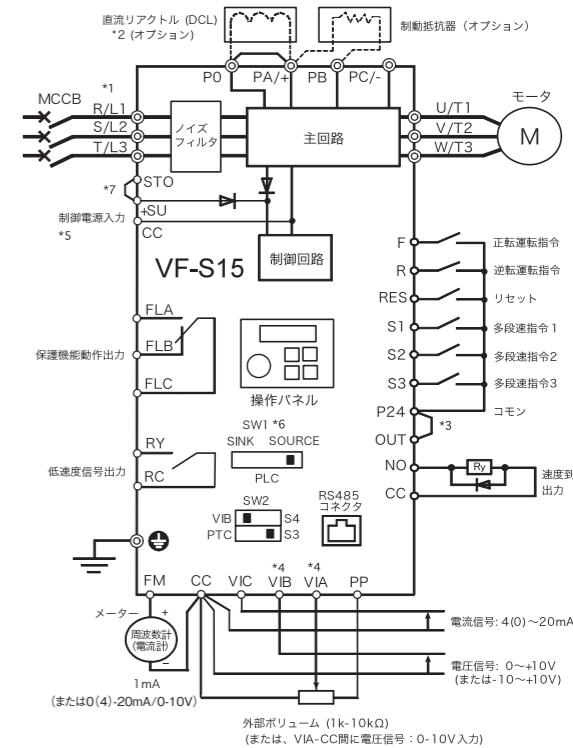 直流リアクトル (DCL)
*2 (オプション)
制動抵抗器（オプション）
P0
PA/+
PB
PC/-
MCCB
*1
R/L1
S/L2
T/L3
ノイズ
フィルタ
主回路
U/T1
V/T2
W/T3
モータ
M
*7
STO
+SU
制御電源入力
*5
CC
制御回路
VF-S15
F
正転運転指令
R
逆転運転指令
RES
リセット
S1
多段速指令1
S2
多段速指令2
S3
多段速指令3
P24
コモン
*3
OUT
FLA
FLB
保護機能動作出力
FLC
操作パネル
SW1 *6
SINK
SOURCE
PLC
RY
RC
低速度信号出力
NO
Ry
CC
速度到
出力
SW2
VIB
S4
PTC
S3
RS485
コネクタ
FM
CC
VIC
*4
VIB
*4
VIA
PP
メーター
+
周波数計
(電流計)
−
1mA
(または0(4)-20mA/0-10V)
電流信号: 4(0)～20mA
電圧信号: 0～+10V
(または-10～+10V)
外部ボリューム (1k-10kΩ)
(または、VIA-CC間に電圧信号：0-10V入力)